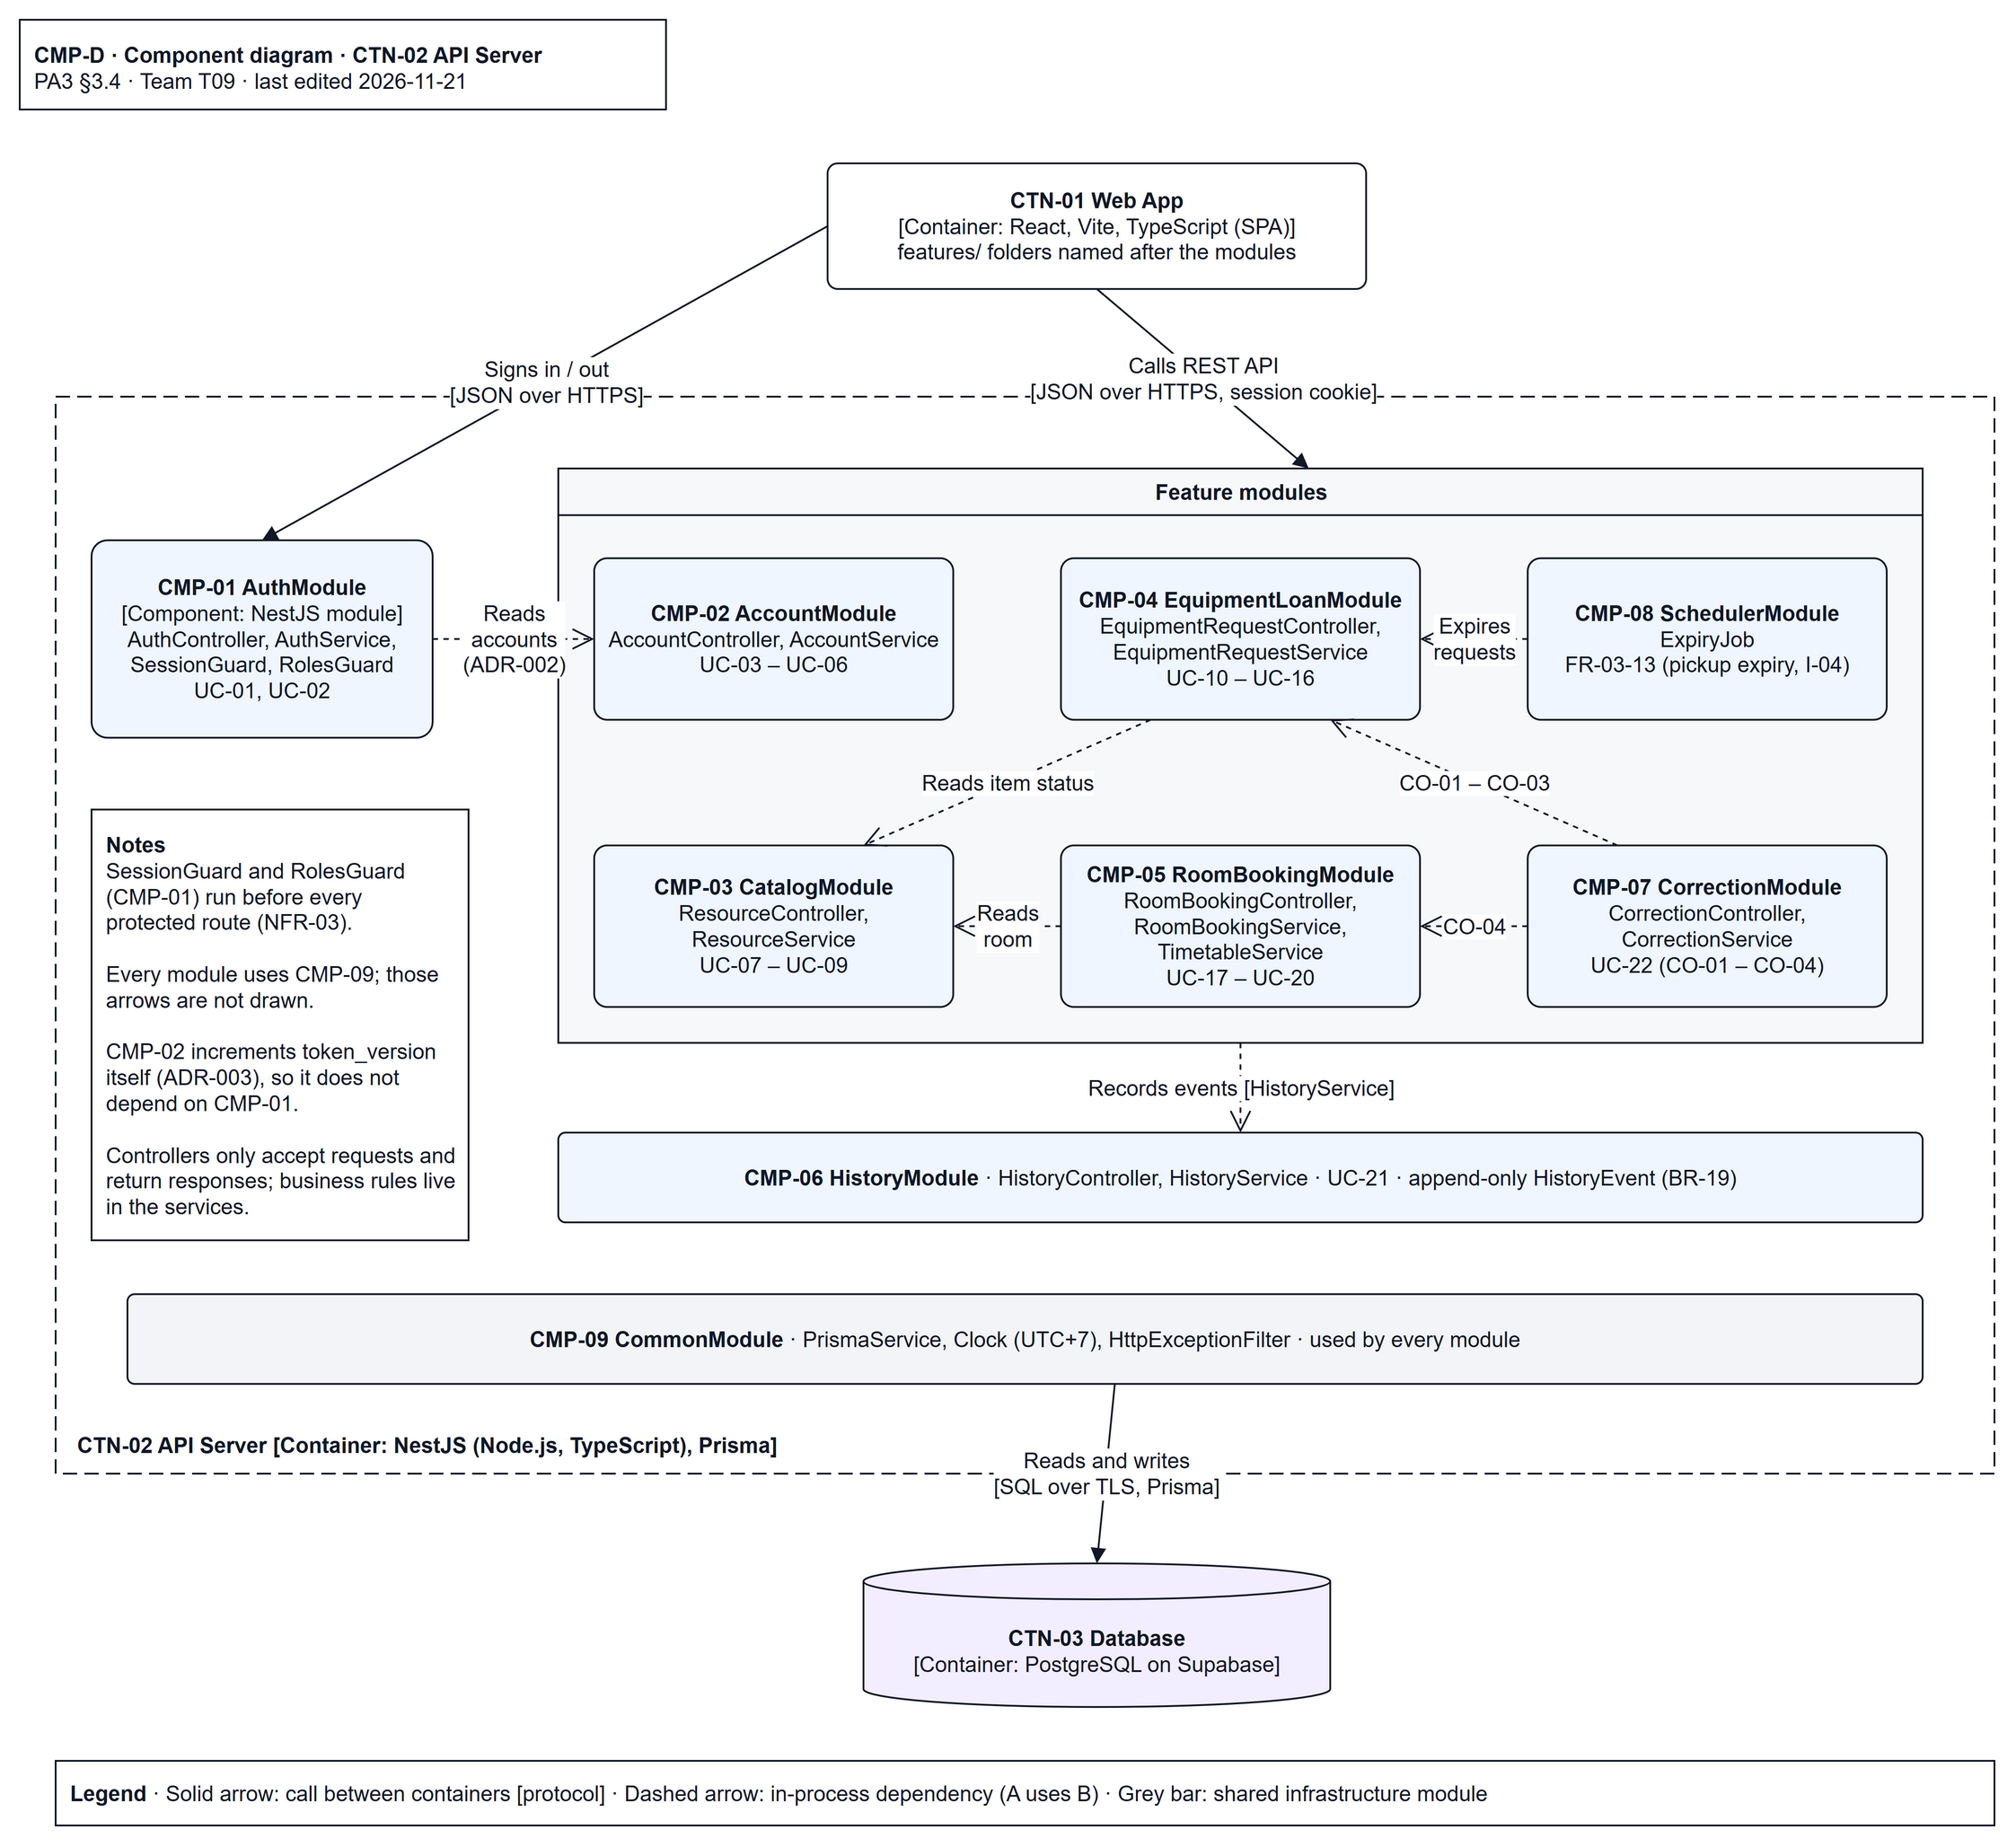 CMP-D · Component diagram · CTN-02 API Server
PA3 §3.4 · Team T09 · last edited 2026-11-21
CTN-01 Web App
[Container: React, Vite, TypeScript (SPA)]
features/ folders named after the modules
Signs in / out
[JSON over HTTPS]
Calls REST API
[JSON over HTTPS, session cookie]
Feature modules
CMP-01 AuthModule
[Component: NestJS module]
AuthController, AuthService,
SessionGuard, RolesGuard
UC-01, UC-02
Reads
accounts
(ADR-002)
CMP-02 AccountModule
AccountController, AccountService
UC-03 – UC-06
CMP-04 EquipmentLoanModule
EquipmentRequestController,
EquipmentRequestService
UC-10 – UC-16
Expires
requests
CMP-08 SchedulerModule
ExpiryJob
FR-03-13 (pickup expiry, I-04)
Reads item status
CO-01 – CO-03
CMP-03 CatalogModule
ResourceController,
ResourceService
UC-07 – UC-09
Reads
room
CMP-05 RoomBookingModule
RoomBookingController,
RoomBookingService,
TimetableService
UC-17 – UC-20
CO-04
CMP-07 CorrectionModule
CorrectionController,
CorrectionService
UC-22 (CO-01 – CO-04)
Notes
SessionGuard and RolesGuard
(CMP-01) run before every
protected route (NFR-03).
Every module uses CMP-09; those
arrows are not drawn.
CMP-02 increments token_version
itself (ADR-003), so it does not
depend on CMP-01.
Controllers only accept requests and
return responses; business rules live
in the services.
Records events [HistoryService]
CMP-06 HistoryModule · HistoryController, HistoryService · UC-21 · append-only HistoryEvent (BR-19)
CMP-09 CommonModule · PrismaService, Clock (UTC+7), HttpExceptionFilter · used by every module
CTN-02 API Server [Container: NestJS (Node.js, TypeScript), Prisma]
Reads and writes
[SQL over TLS, Prisma]
CTN-03 Database
[Container: PostgreSQL on Supabase]
Legend · Solid arrow: call between containers [protocol] · Dashed arrow: in-process dependency (A uses B) · Grey bar: shared infrastructure module